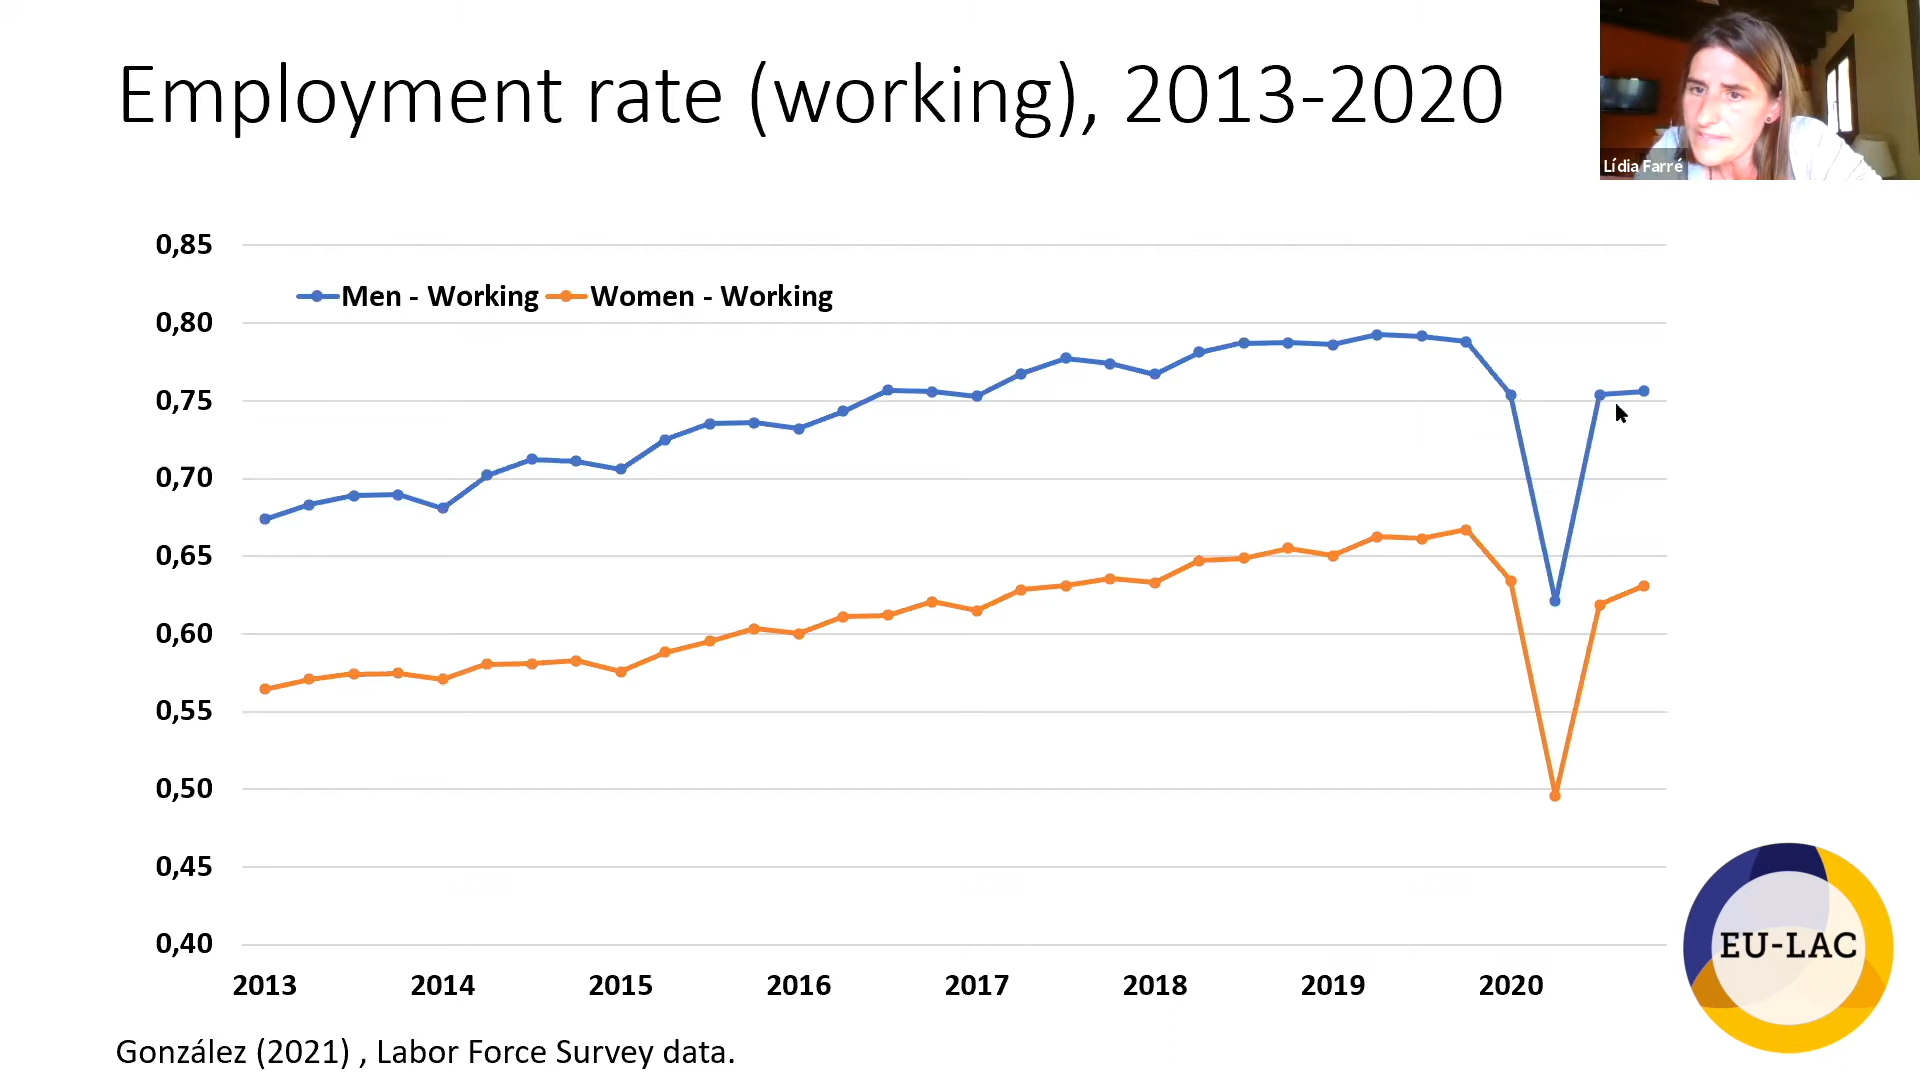 Employment rate (working), 2013-2020
Lídia Farré
0,85
Men - Working Women - Working
0,80
0,75
0,70
0,65
0,60
0,55
0,50
0,45
0,40
2013 2014 2015 2016 2017 2018 2019 2020
EU-LAC
González (2021) , Labor Force Survey data.